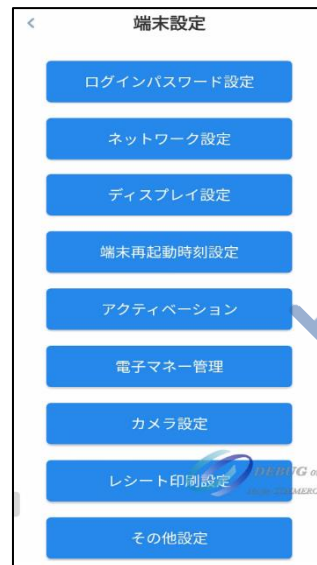 端末設定
ログインパスワード設定
ネットワーク設定
ディスプレイ設定
端末再起動時刻設定
アクティベーション
電子マネー管理
カメラ設定
レシート印刷設定
DEBUG
その他設定